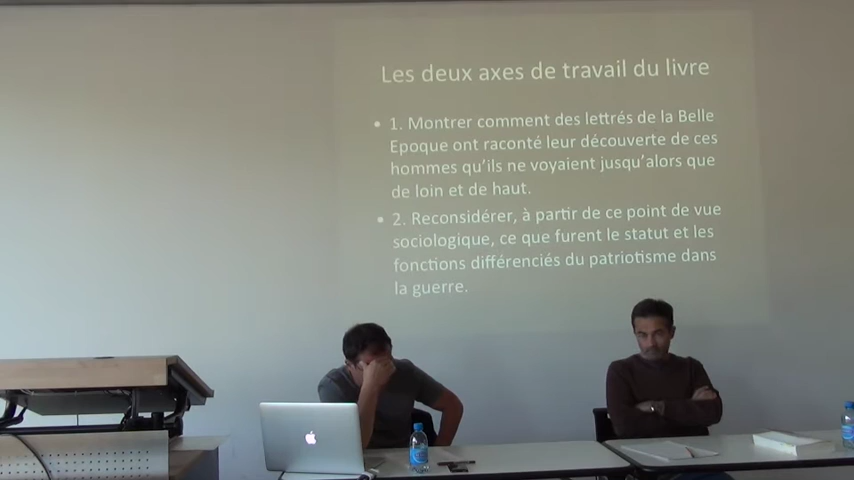 Les deux axes de travail du livre
• 1. Montrer comment des lettrés de la Belle
Epoque ont raconté leur découverte de ces
hommes qu'ils ne voyaient jusqu'alors que
de loin et de haut.
• 2. Reconsidérer, à partir de ce point de vue
sociologique, ce que furent le statut et les
fonctions différenciés du patriotisme dans
la guerre.